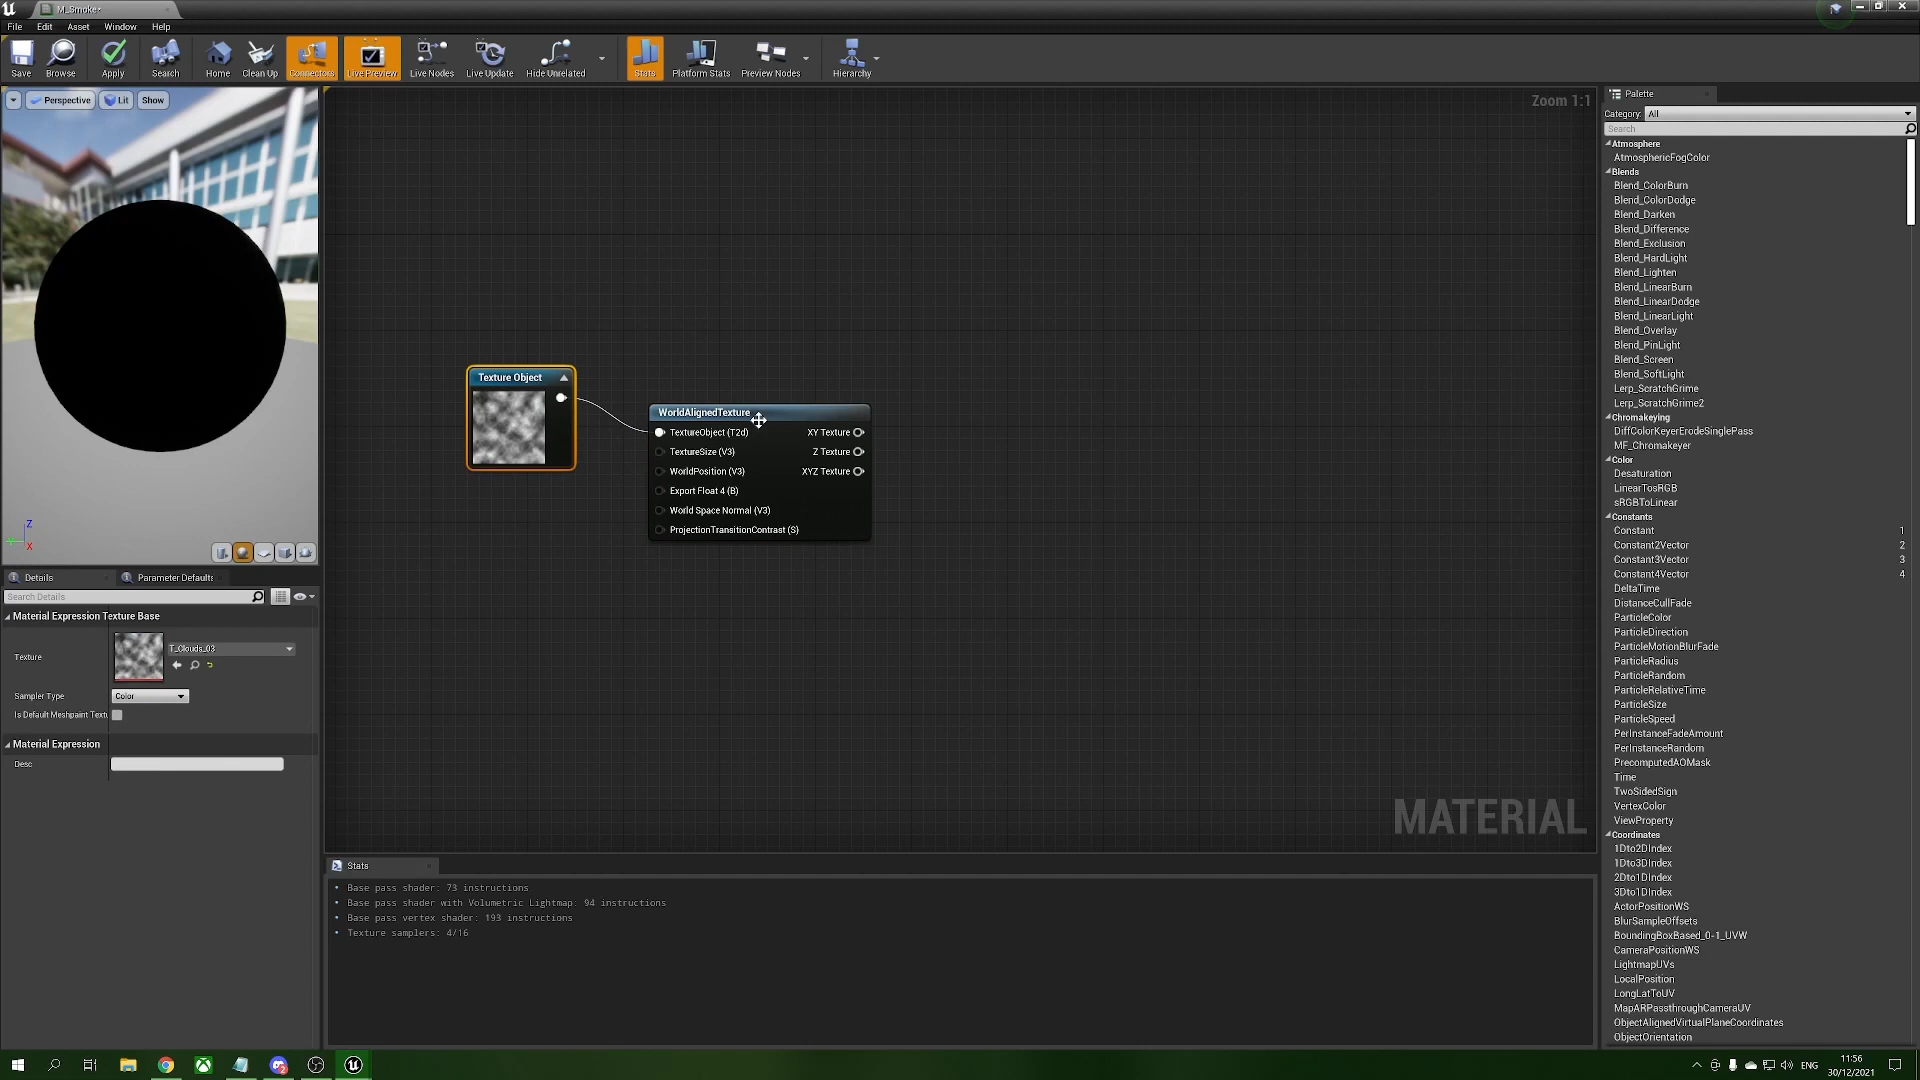 M_Smoke*
File Edit Asset Window Help
Save Browse Apply Search Home Clean Up Connectors Live Preview Live Nodes Live Update Hide Unrelated Stats Platform Stats Preview Nodes Hierarchy
Perspective Lit Show
Zoom 1:1
Palette
Category: All
Search
Atmosphere
AtmosphericFogColor
Blends
Blend_ColorBurn
Blend_ColorDodge
Blend_Darken
Blend_Difference
Blend_Exclusion
Blend_HardLight
Blend_Lighten
Blend_LinearBurn
Blend_LinearDodge
Blend_LinearLight
Blend_Overlay
Blend_PinLight
Blend_Screen
Blend_SoftLight
Lerp_ScratchGrime
Lerp_ScratchGrime2
Chromakeying
DiffColorKeyerErodeSinglePass
MF_Chromakeyer
Color
Desaturation
LinearTosRGB
sRGBToLinear
Constants
Constant 1
Constant2Vector 2
Constant3Vector 3
Constant4Vector 4
DeltaTime
DistanceCullFade
ParticleColor
ParticleDirection
ParticleMotionBlurFade
ParticleRadius
ParticleRandom
ParticleRelativeTime
ParticleSize
ParticleSpeed
PerInstanceFadeAmount
PerInstanceRandom
PrecomputedAOMask
Time
TwoSidedSign
VertexColor
ViewProperty
Coordinates
1Dto2DIndex
1Dto3DIndex
2Dto1DIndex
3Dto1DIndex
ActorPositionWS
BlurSampleOffsets
BoundingBoxBased_0-1_UVW
CameraPositionWS
LightmapUVs
LocalPosition
LongLatToUV
MapARPassthroughCameraUV
ObjectAlignedVirtualPlaneCoordinates
ObjectOrientation
Texture Object
WorldAlignedTexture
TextureObject (T2d) XY Texture
TextureSize (V3) Z Texture
WorldPosition (V3) XYZ Texture
Export Float 4 (B)
World Space Normal (V3)
ProjectionTransitionContrast (S)
MATERIAL
Z
Y
X
Details Parameter Defaults
Search Details
Material Expression Texture Base
Texture T_Clouds_03
Sampler Type Color
Is Default Meshpaint Textu
Material Expression
Desc
Stats
Base pass shader: 73 instructions
Base pass shader with Volumetric Lightmap: 94 instructions
Base pass vertex shader: 193 instructions
Texture samplers: 4/16
ENG
11:56
30/12/2021